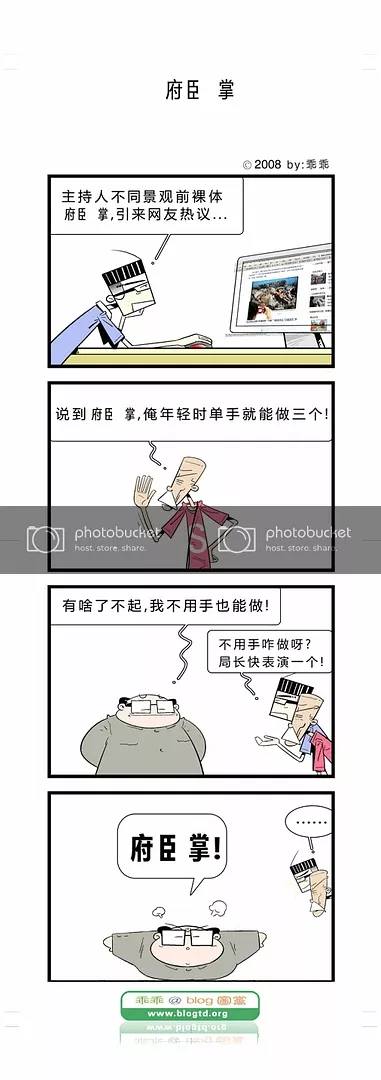 府臣 掌
© 2008 by:乖乖
主持人不同景观前裸体
府臣 掌,引来网友热议...
说到府臣 掌,俺年轻时单手就能做三个!
photobucket
host. store. share.
photobucket
host. store. share.
有啥了不起,我不用手也能做!
不用手咋做呀?
局长快表演一个!
......
府臣 掌!
乖乖 @ blog 圖黨
www.blogtd.org